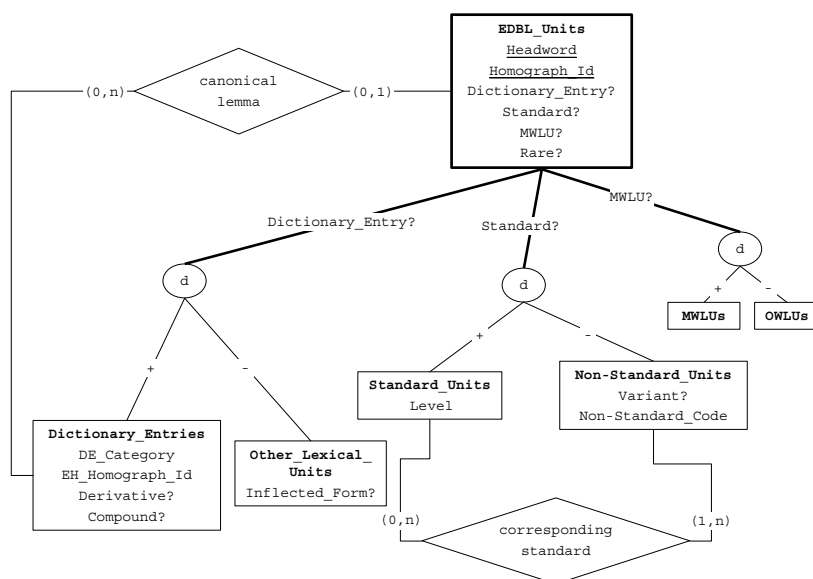 EDBL_Units
Headword
Homograph_Id
Dictionary_Entry?
Standard?
MWLU?
Rare?
(0,n)
canonical
lemma
(0,1)
Dictionary_Entry?
Standard?
MWLU?
d
d
d
+
-
MWLUs
OWLUs
+
-
+
-
Standard_Units
Level
Non-Standard_Units
Variant?
Non-Standard_Code
Dictionary_Entries
DE_Category
EH_Homograph_Id
Derivative?
Compound?
Other_Lexical_
Units
Inflected_Form?
(0,n)
corresponding
standard
(1,n)